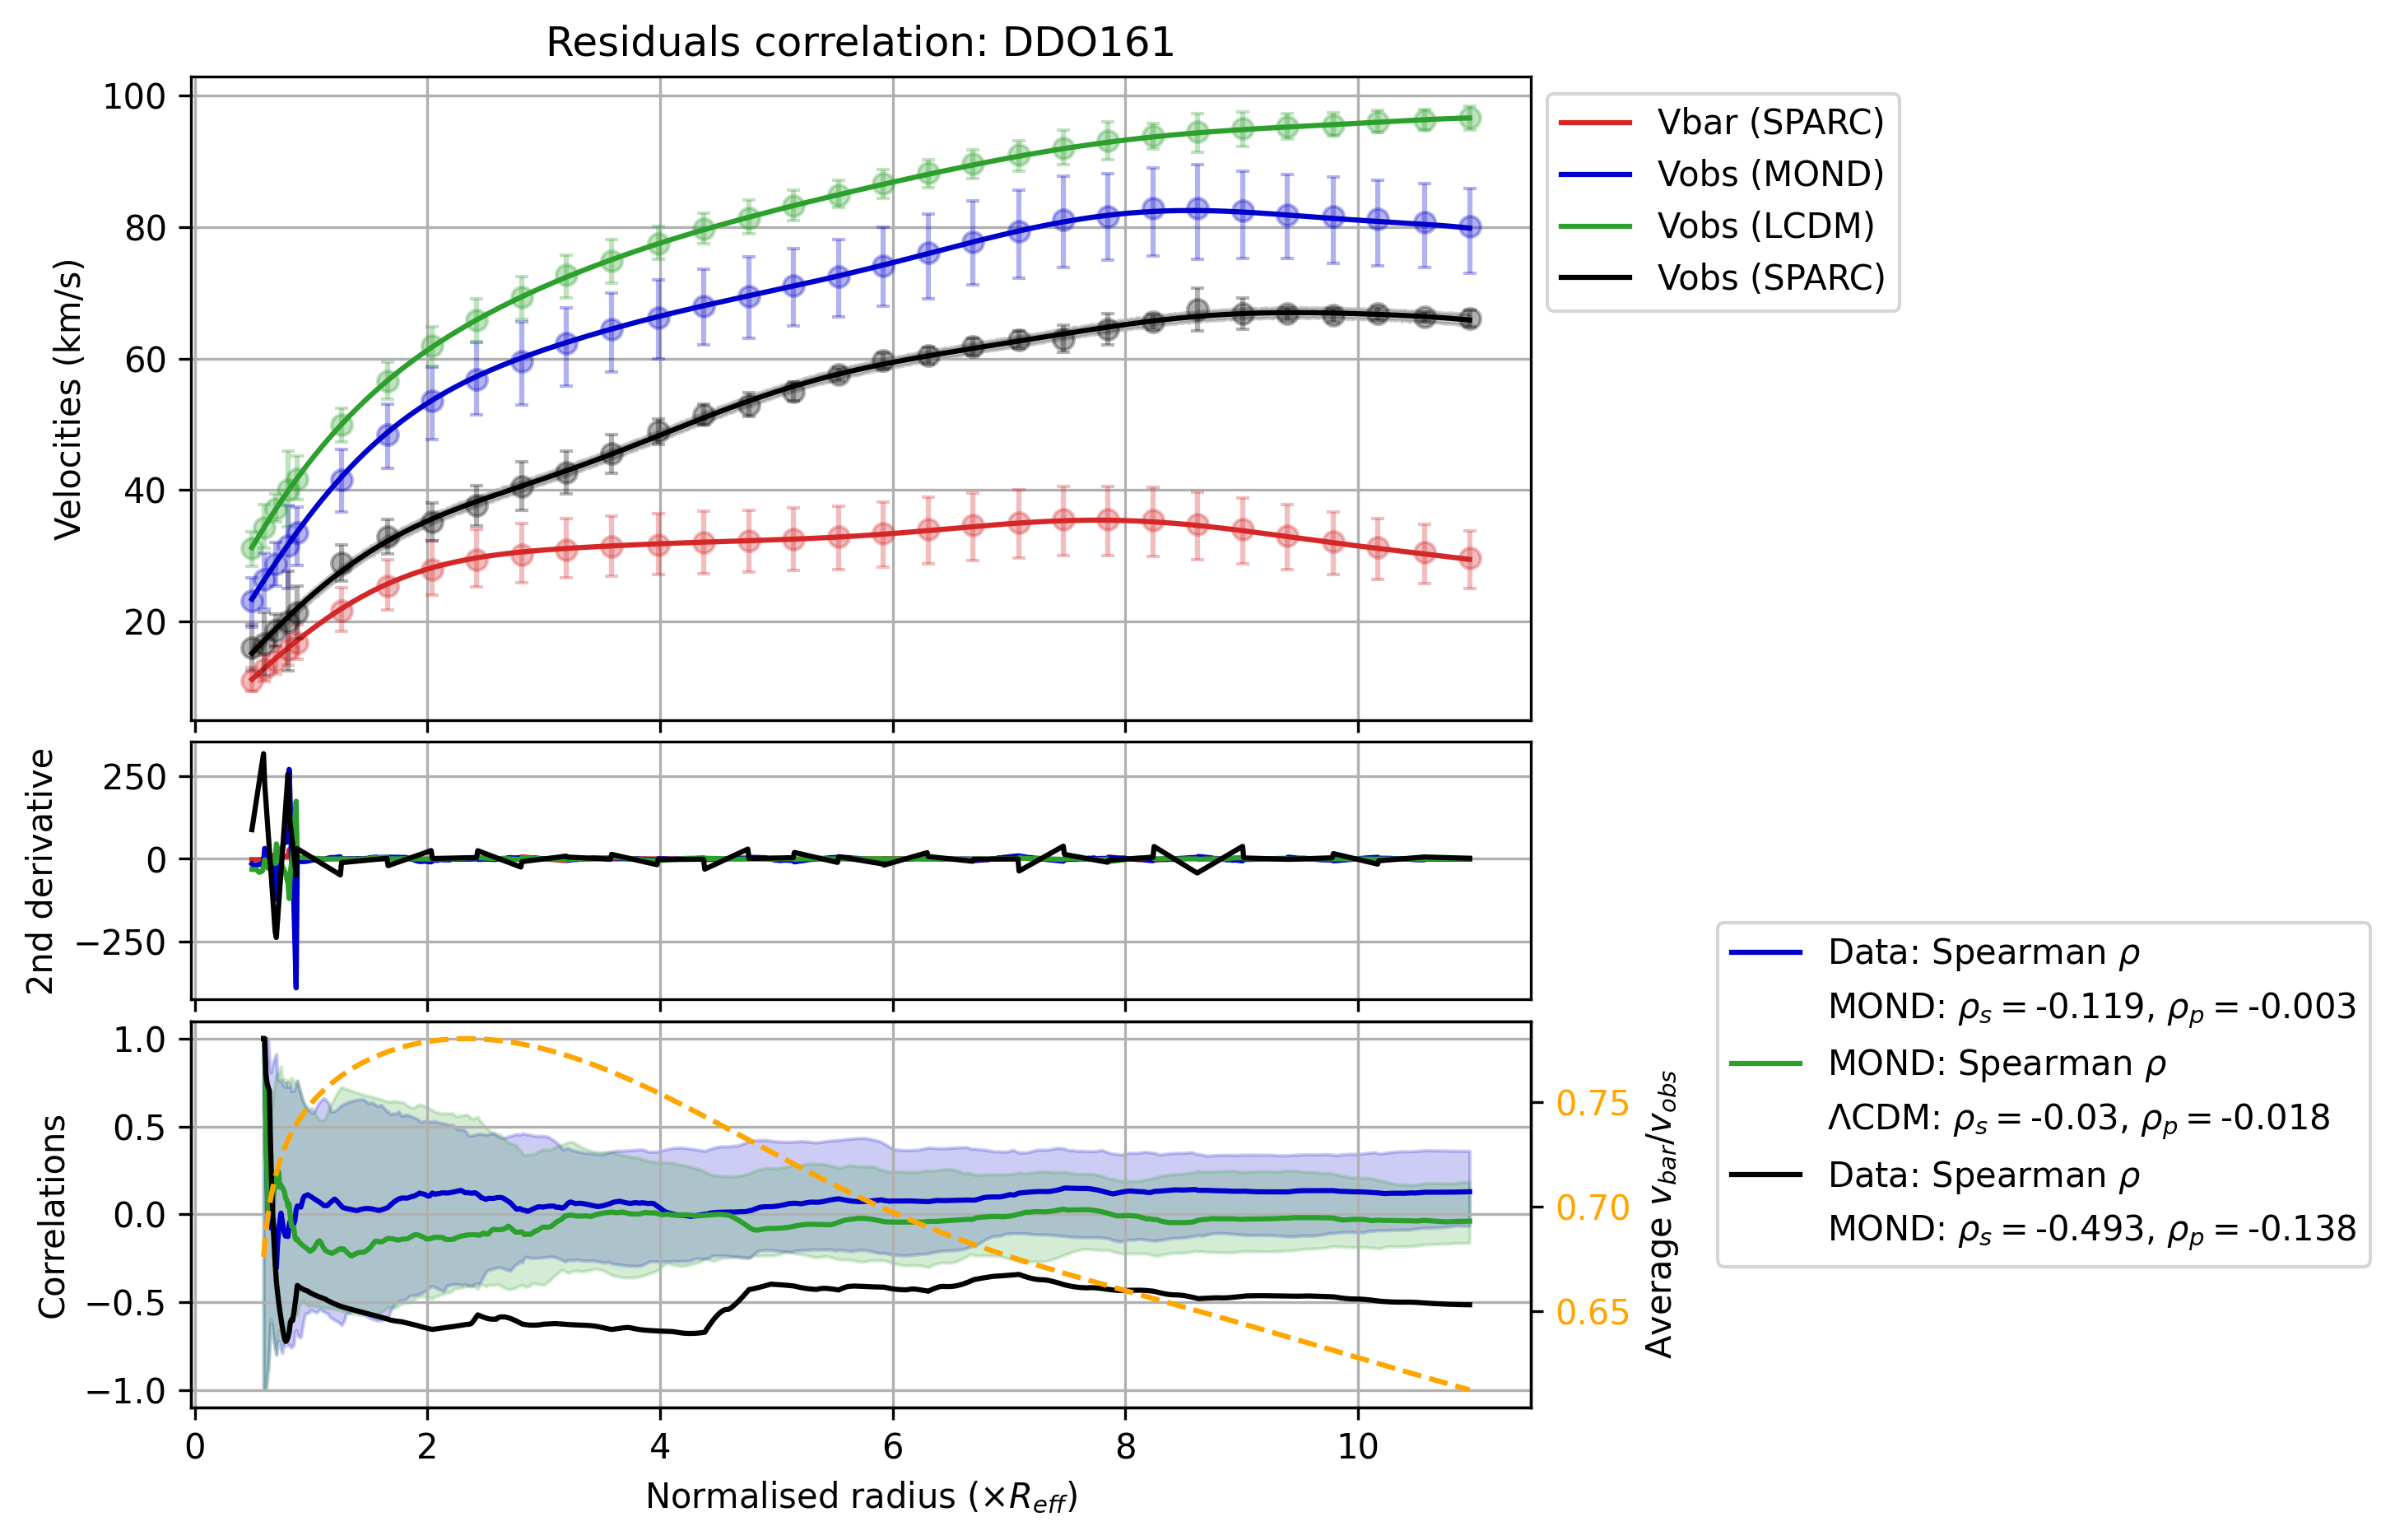 Residuals correlation: DDO161
100
80
60
40
20
Velocities (km/s)
Vbar (SPARC)
Vobs (MOND)
Vobs (LCDM)
Vobs (SPARC)
250
0
−250
2nd derivative
1.0
0.5
0.0
−0.5
−1.0
Correlations
0.75
0.70
0.65
Average v_bar/v_obs
Data: Spearman ρ
MOND: ρ_s = -0.119, ρ_p = -0.003
MOND: Spearman ρ
ΛCDM: ρ_s = -0.03, ρ_p = -0.018
Data: Spearman ρ
MOND: ρ_s = -0.493, ρ_p = -0.138
0 2 4 6 8 10
Normalised radius (×R_eff)